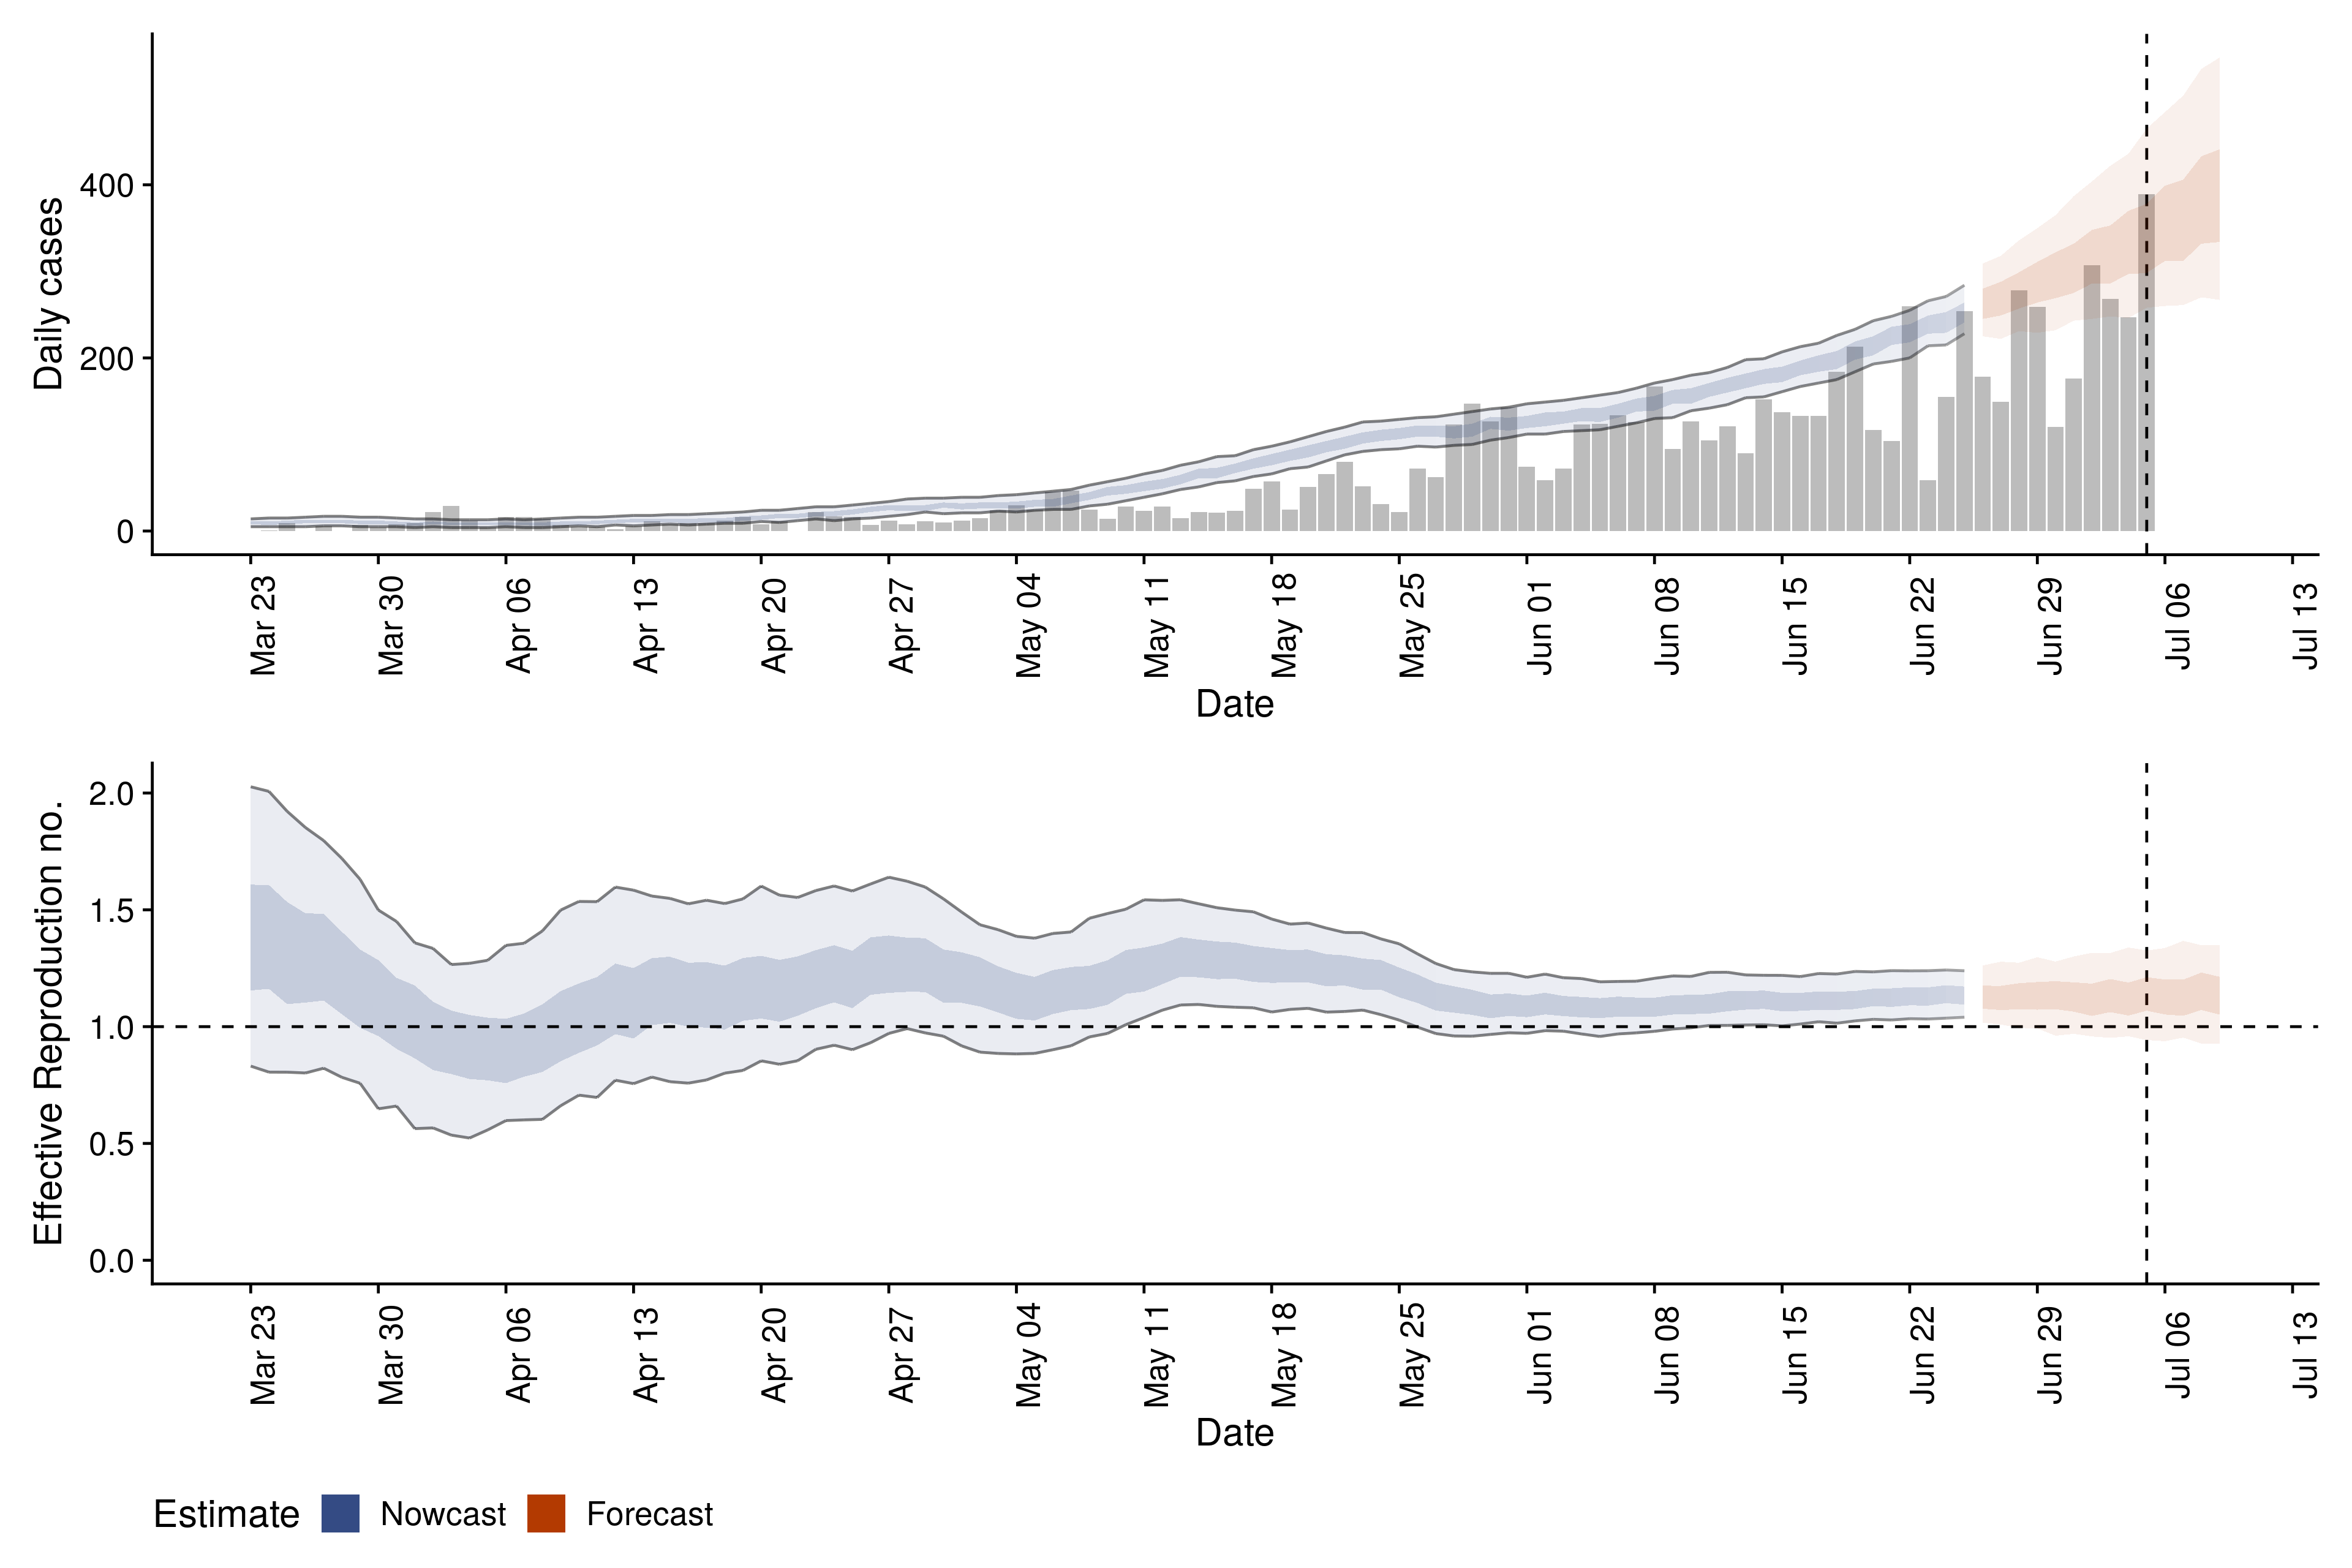 Daily cases
400
200
0
Mar 23
Mar 30
Apr 06
Apr 13
Apr 20
Apr 27
May 04
May 11
May 18
May 25
Jun 01
Jun 08
Jun 15
Jun 22
Jun 29
Jul 06
Jul 13
Date
Effective Reproduction no.
2.0
1.5
1.0
0.5
0.0
Mar 23
Mar 30
Apr 06
Apr 13
Apr 20
Apr 27
May 04
May 11
May 18
May 25
Jun 01
Jun 08
Jun 15
Jun 22
Jun 29
Jul 06
Jul 13
Date
Estimate Nowcast Forecast